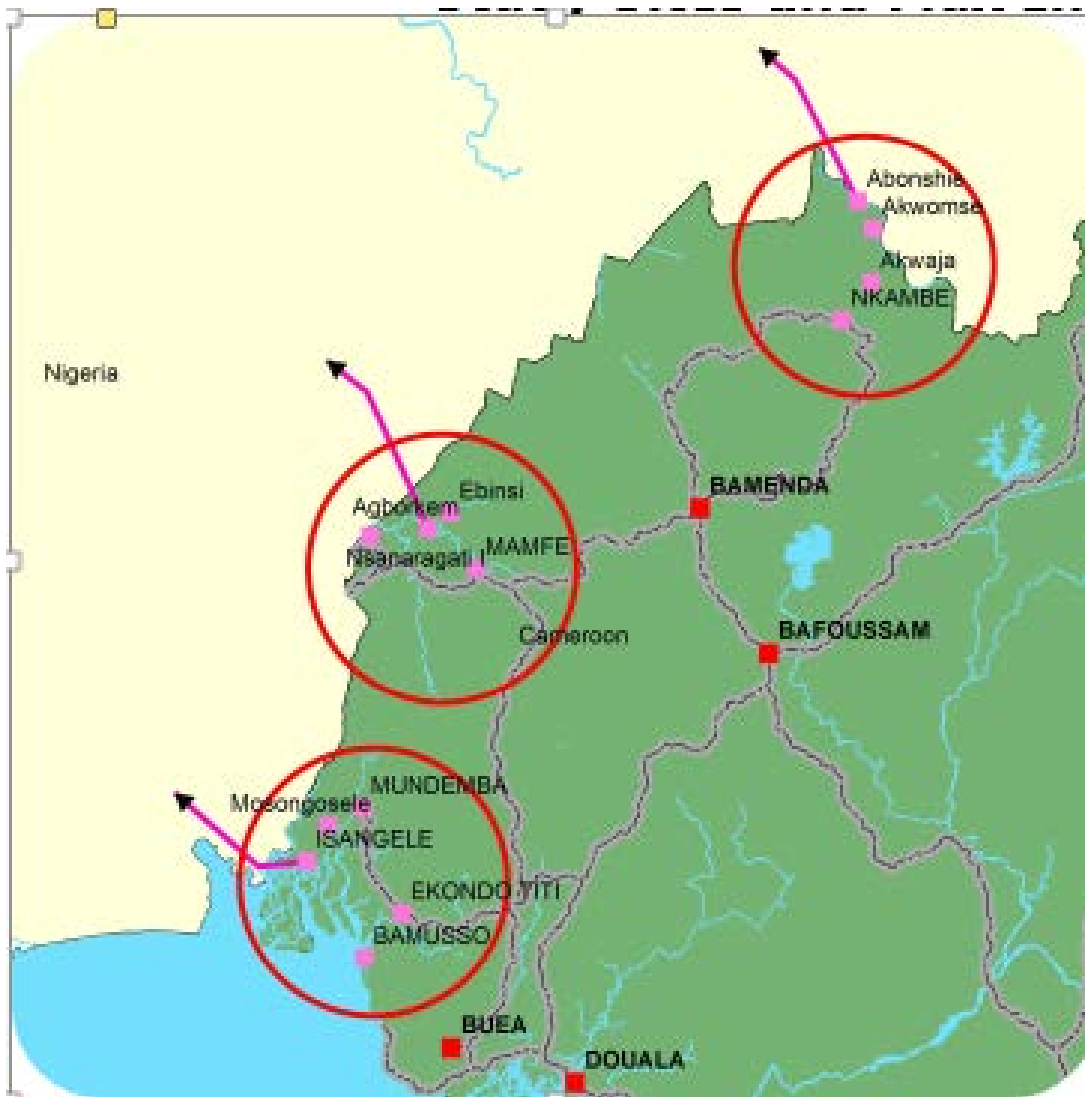 Abonshie
Akwomse
Akwaja
NKAMBE
Nigeria
Ebinsi
Agborkem
BAMENDA
MAMFE
Nsanaragati I
Cameroon
BAFOUSSAM
MUNDEMBA
Mosongosele
ISANGELE
EKONDO TITI
BAMUSSO
BUEA
DOUALA